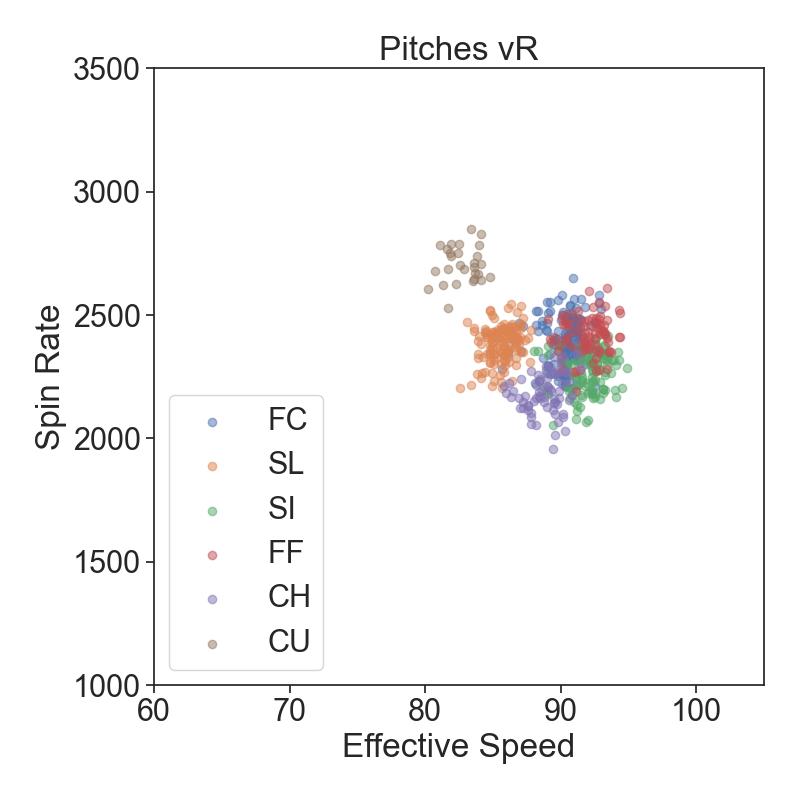 Pitches vR
3500
3000
2500
2000
1500
1000
Spin Rate
FC
SL
SI
FF
CH
CU
60 70 80 90 100
Effective Speed